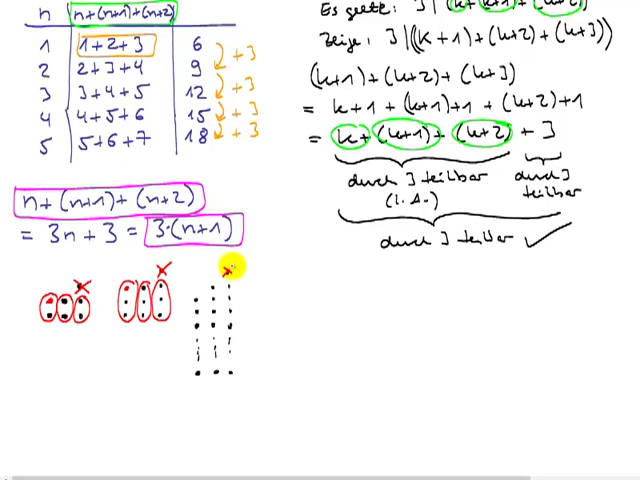 n n+(n+1)+(n+2)
1 1+2+3 6 +3
2 2+3+4 9 +3
3 3+4+5 12 +3
4 4+5+6 15 +3
5 5+6+7 18
n+(n+1)+(n+2)
= 3n+3 = 3·(n+1)
Es gelte: 3|(k+(k+1)+(k+2))
Zeige: 3|((k+1)+(k+2)+(k+3))
(k+1)+(k+2)+(k+3)
= k+1+(k+1)+1+(k+2)+1
= k+(k+1)+(k+2)+3
durch 3 teilbar durch 3
(I.A.) teilbar
durch 3 teilbar